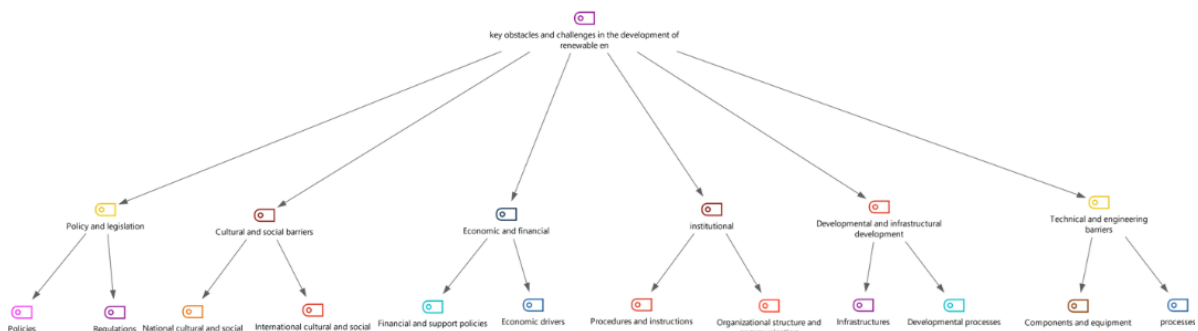 key obstacles and challenges in the development of
renewable en
Policy and legislation
Cultural and social barriers
Economic and financial
institutional
Developmental and infrastructural
development
Technical and engineering
barriers
Policies
Regulations
National cultural and social
International cultural and social
Financial and support policies
Economic drivers
Procedures and instructions
Organizational structure and
Infrastructures
Developmental processes
Components and equipment
processes